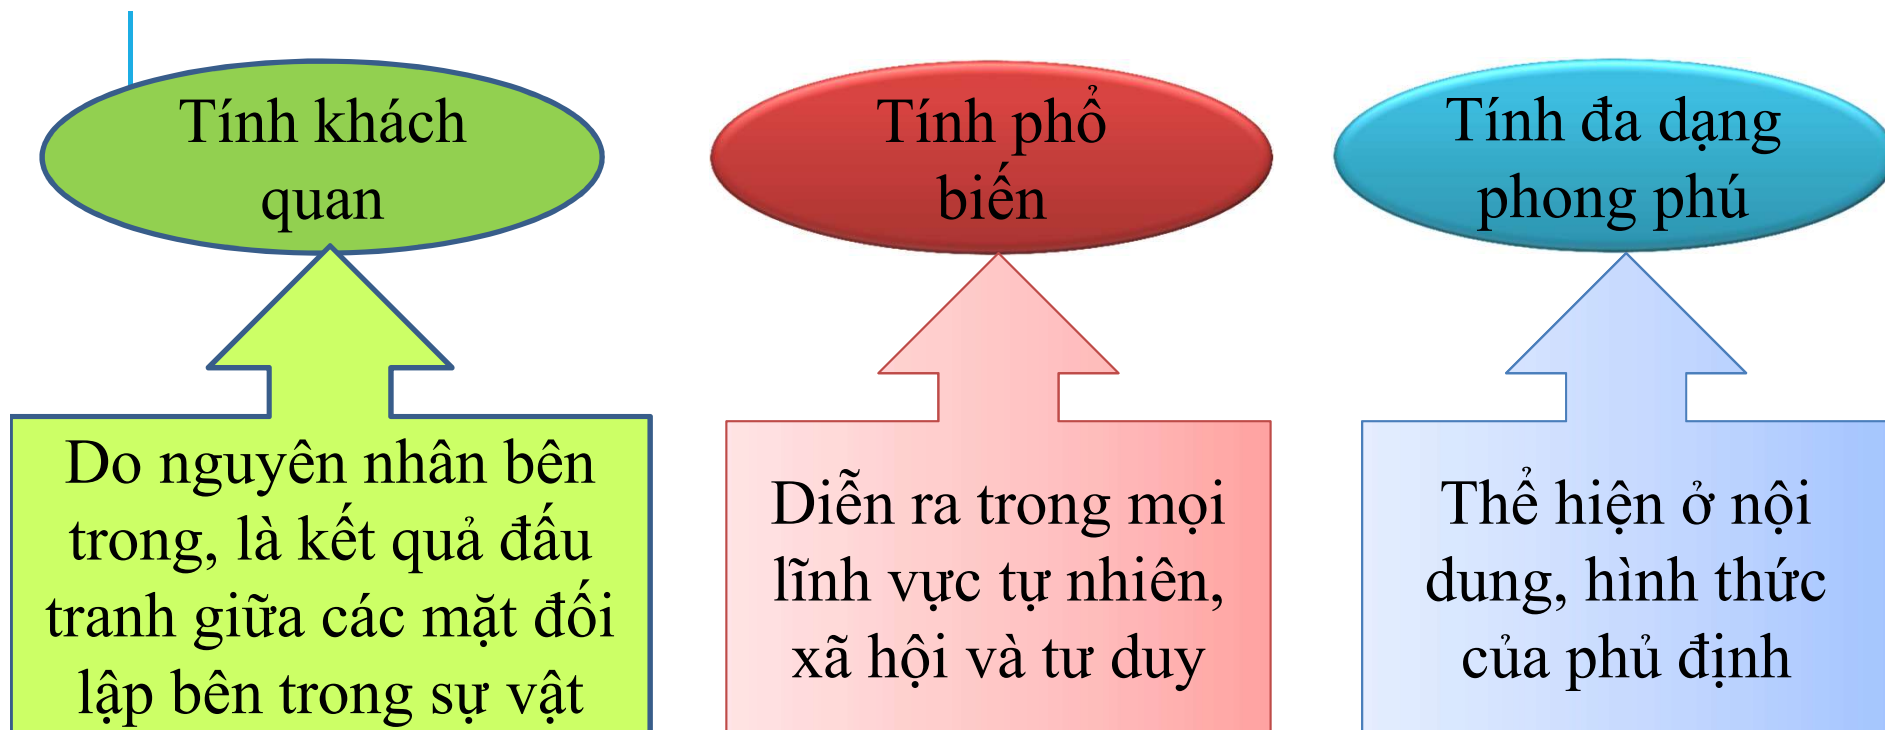 Tính khách
quan
Tính phổ
biến
Tính đa dạng
phong phú
Do nguyên nhân bên
trong, là kết quả đấu
tranh giữa các mặt đối
lập bên trong sự vật
Diễn ra trong mọi
lĩnh vực tự nhiên,
xã hội và tư duy
Thể hiện ở nội
dung, hình thức
của phủ định